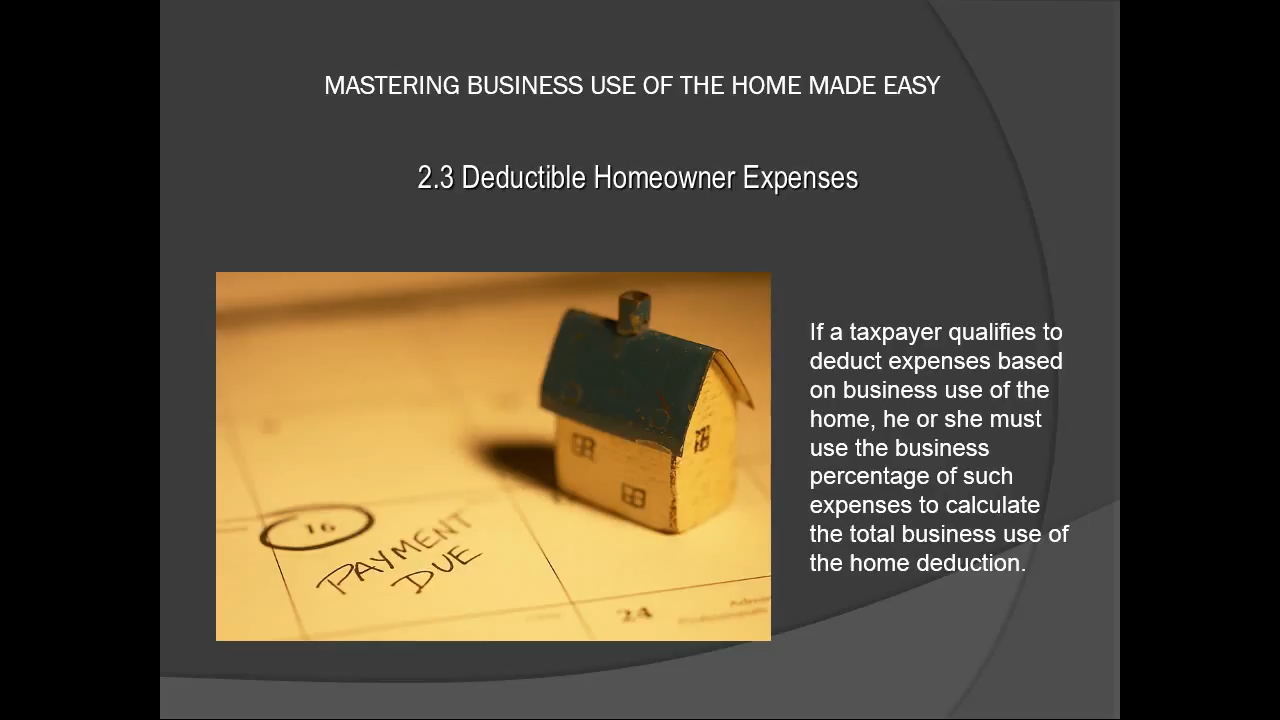 MASTERING BUSINESS USE OF THE HOME MADE EASY
2.3 Deductible Homeowner Expenses
If a taxpayer qualifies to
deduct expenses based
on business use of the
home, he or she must
use the business
percentage of such
expenses to calculate
the total business use of
the home deduction.
16
PAYMENT
DUE
24